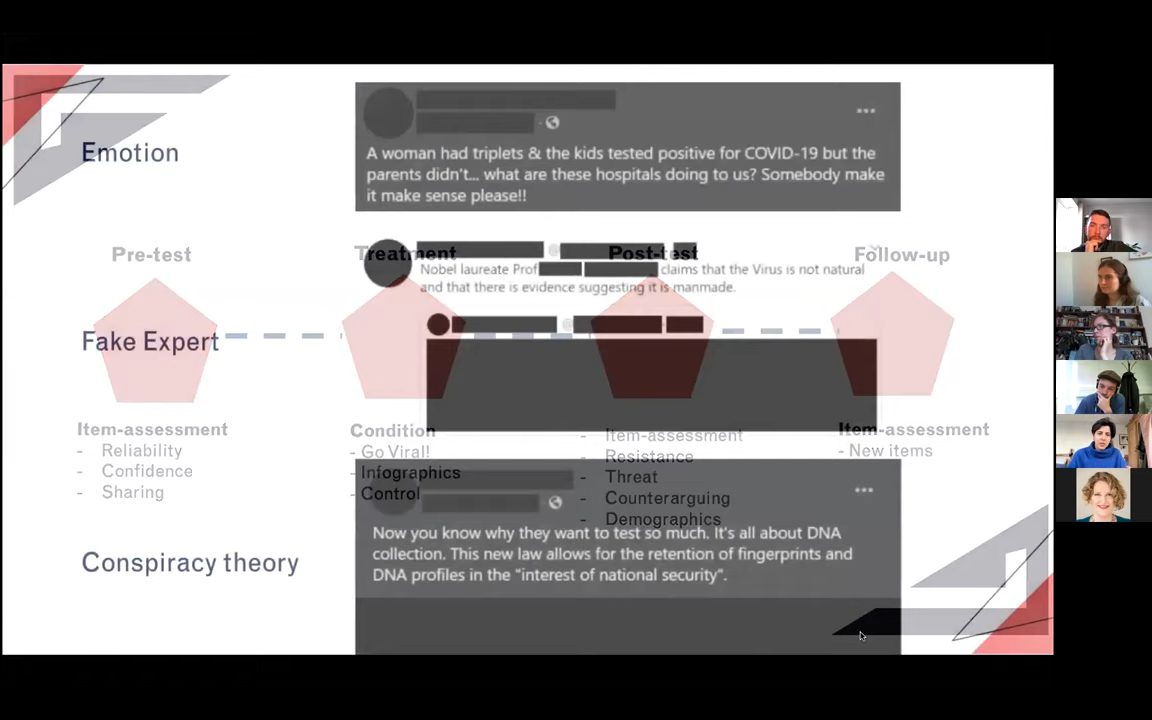 Emotion
A woman had triplets & the kids tested positive for COVID-19 but the
parents didn't... what are these hospitals doing to us? Somebody make
it make sense please!!
Pre-test
Treatment
Post-test
Follow-up
Nobel laureate Prof claims that the Virus is not natural
and that there is evidence suggesting it is manmade.
Fake Expert
Item-assessment
- Reliability
- Confidence
- Sharing
Condition
- Go Viral!
- Infographics
- Control
- Item-assessment
- Resistance
- Threat
- Counterarguing
- Demographics
Item-assessment
- New items
Conspiracy theory
Now you know why they want to test so much. It's all about DNA
collection. This new law allows for the retention of fingerprints and
DNA profiles in the "interest of national security".